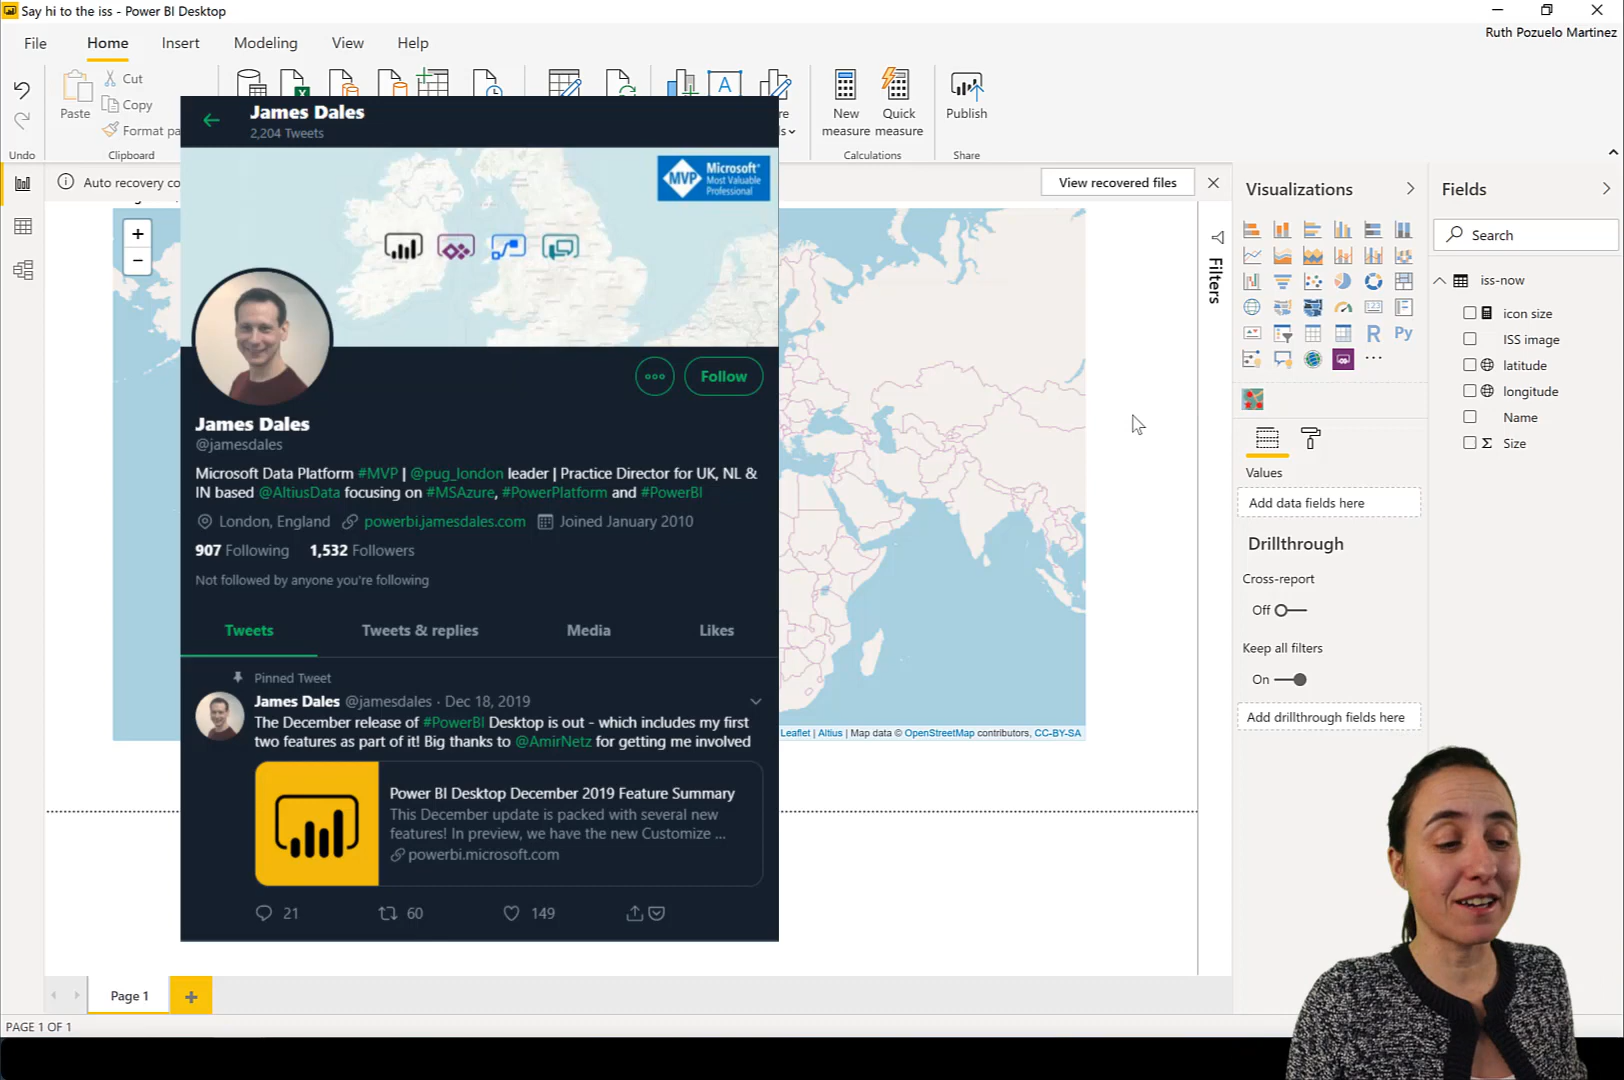 Say hi to the iss - Power BI Desktop
Ruth Pozuelo Martinez
File
Home
Insert
Modeling
View
Help
Paste
Cut
Copy
Format pa
New
measure
Quick
measure
Publish
re
Undo
Clipboard
Calculations
Share
James Dales
2,204 Tweets
Microsoft®
Most Valuable
Professional
MVP
Auto recovery co
View recovered files
+
−
Follow
James Dales
@jamesdales
Microsoft Data Platform #MVP | @pug_london leader | Practice Director for UK, NL &
IN based @AltiusData focusing on #MSAzure, #PowerPlatform and #PowerBI
London, England powerbi.jamesdales.com Joined January 2010
907 Following 1,532 Followers
Not followed by anyone you're following
Tweets
Tweets & replies
Media
Likes
Pinned Tweet
James Dales @jamesdales · Dec 18, 2019
The December release of #PowerBI Desktop is out - which includes my first
two features as part of it! Big thanks to @AmirNetz for getting me involved
Power BI Desktop December 2019 Feature Summary
This December update is packed with several new
features! In preview, we have the new Customize ...
powerbi.microsoft.com
21
60
149
Leaflet | Altius | Map data © OpenStreetMap contributors, CC-BY-SA
Filters
Visualizations
R
Py
Values
Add data fields here
Drillthrough
Cross-report
Off
Keep all filters
On
Add drillthrough fields here
Fields
Search
iss-now
icon size
ISS image
latitude
longitude
Name
Size
Page 1
+
PAGE 1 OF 1